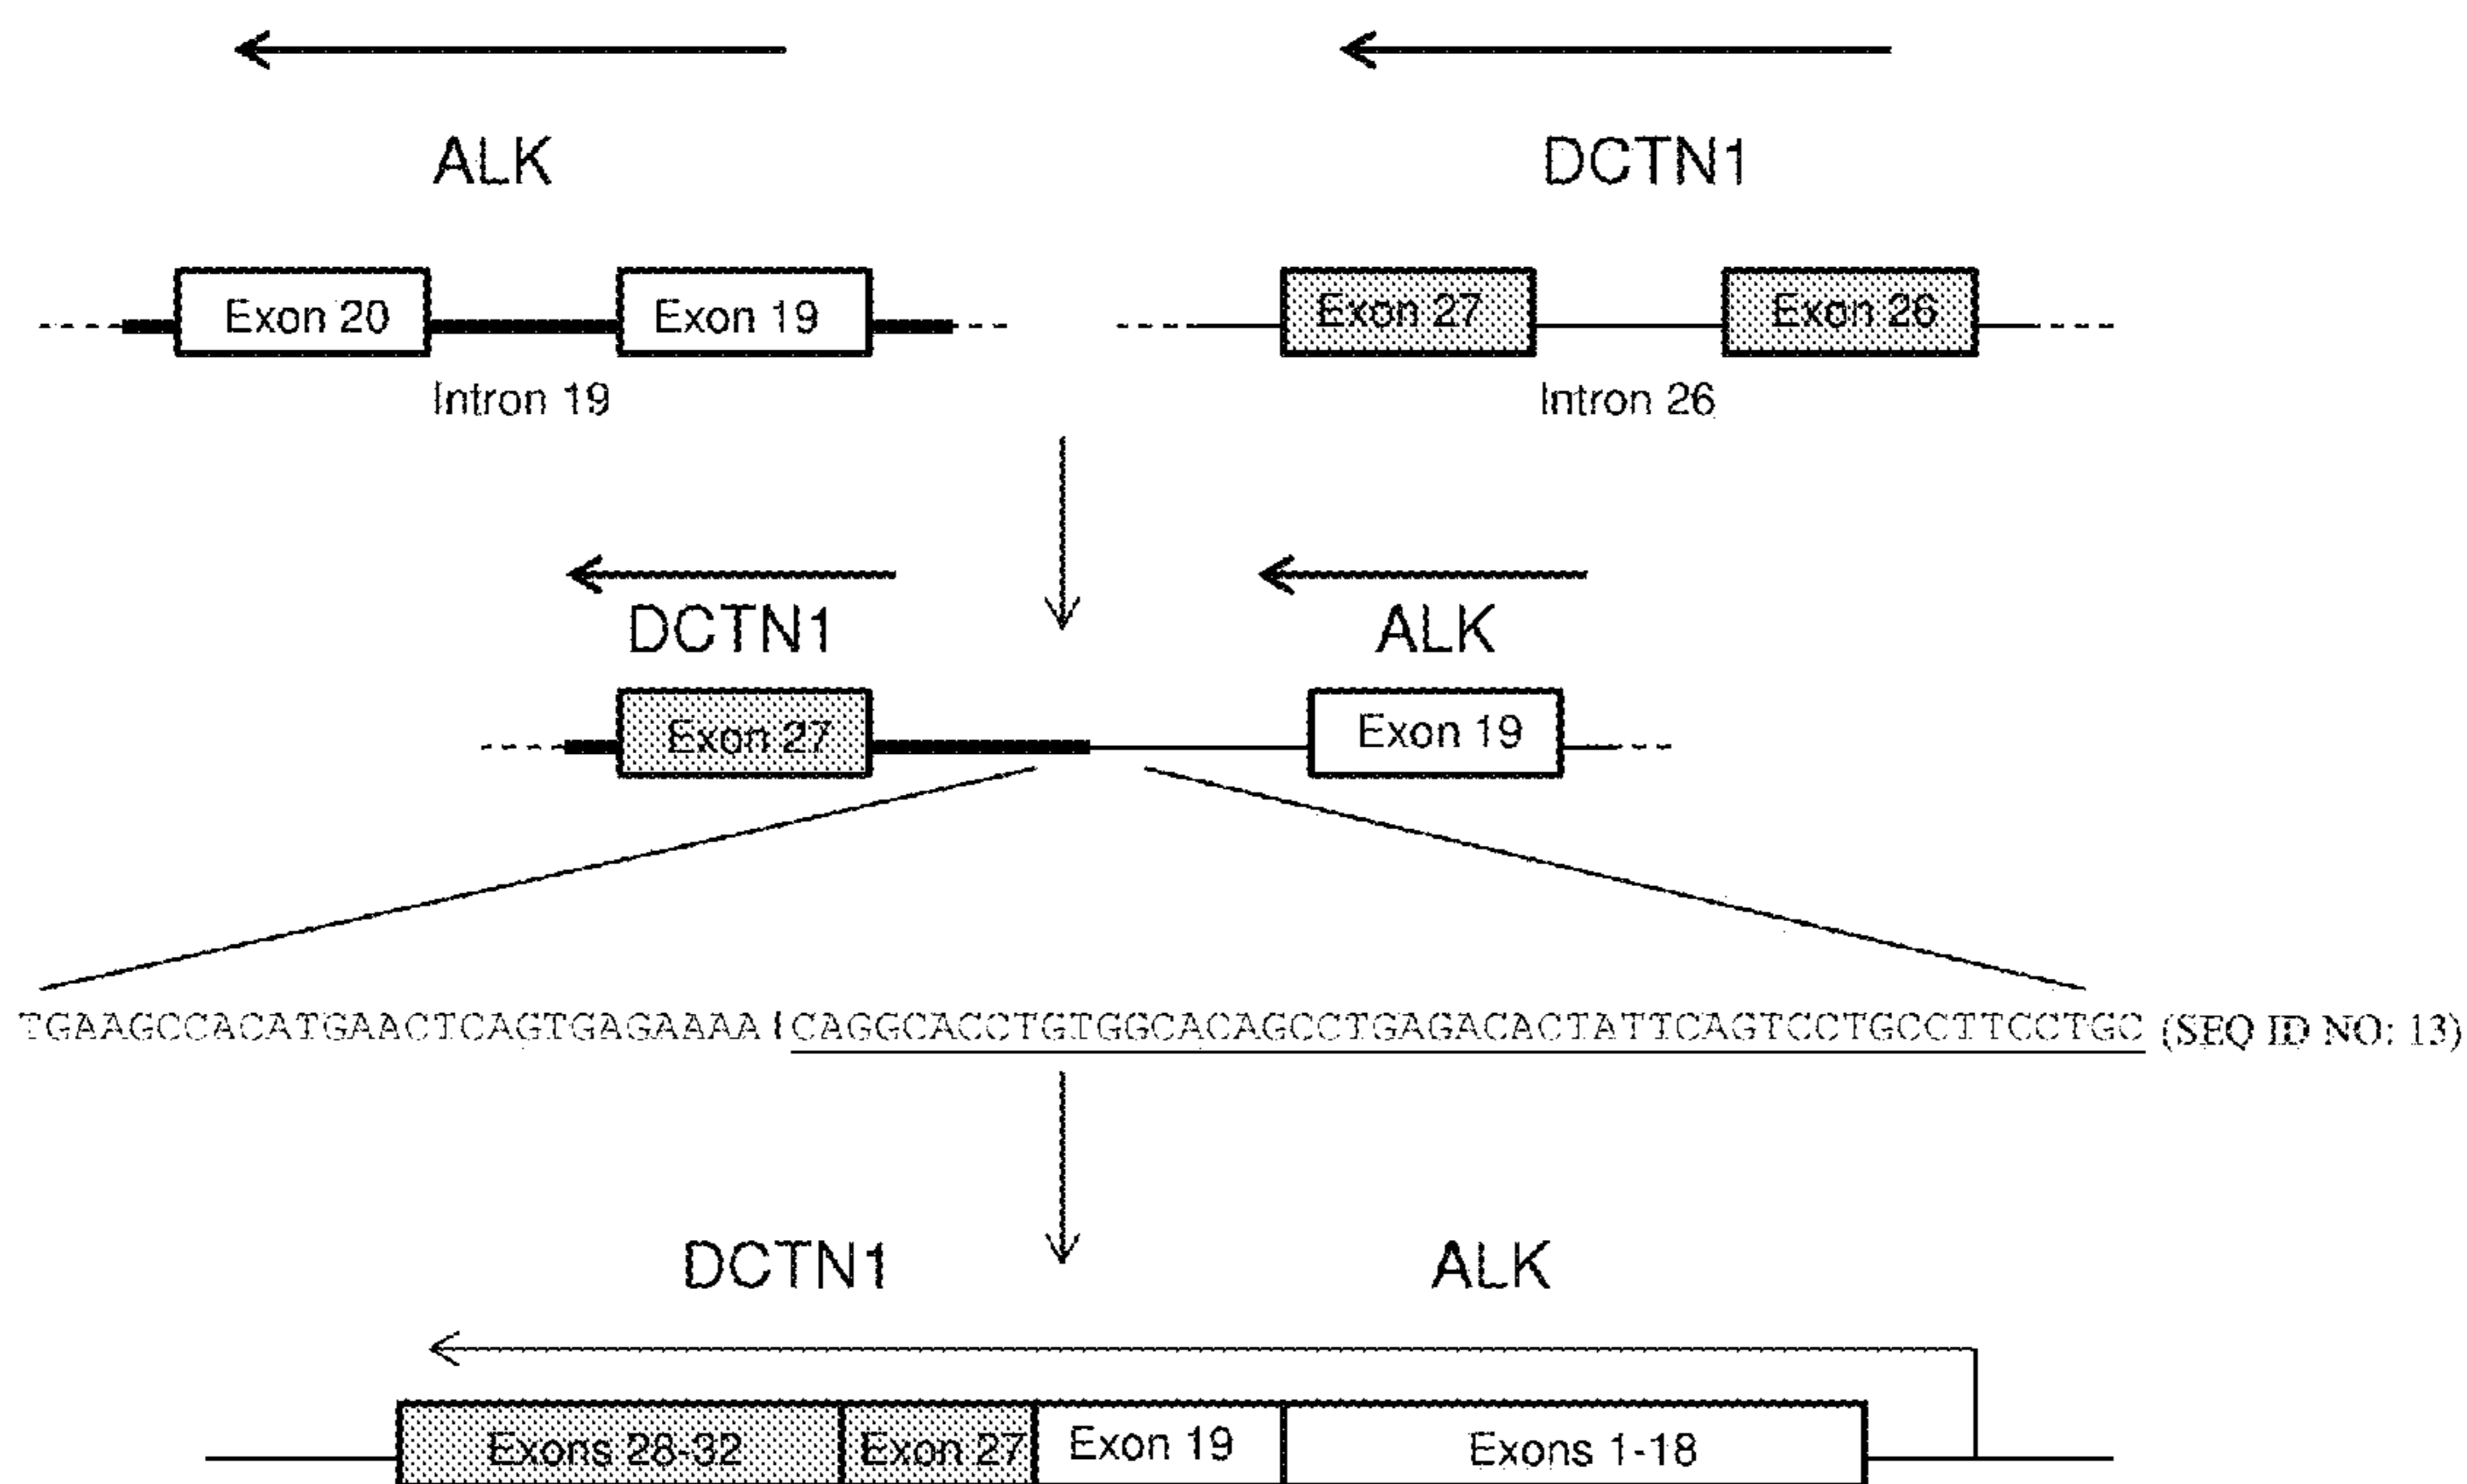 ALK DCTN1
Exon 20 Exon 19 Exon 27 Exon 26
Intron 19 Intron 26
DCTN1 ALK
Exon 27 Exon 19
TGAAGCCACATGAACTCAGTGAGAAAA|CAGGCACCTGTGGCACAGCCTGAGACACTATTCAGTCCTGCCTTCCTGC (SEQ ID NO: 13)
DCTN1 ALK
Exons 28-32 Exon 27 Exon 19 Exons 1-18